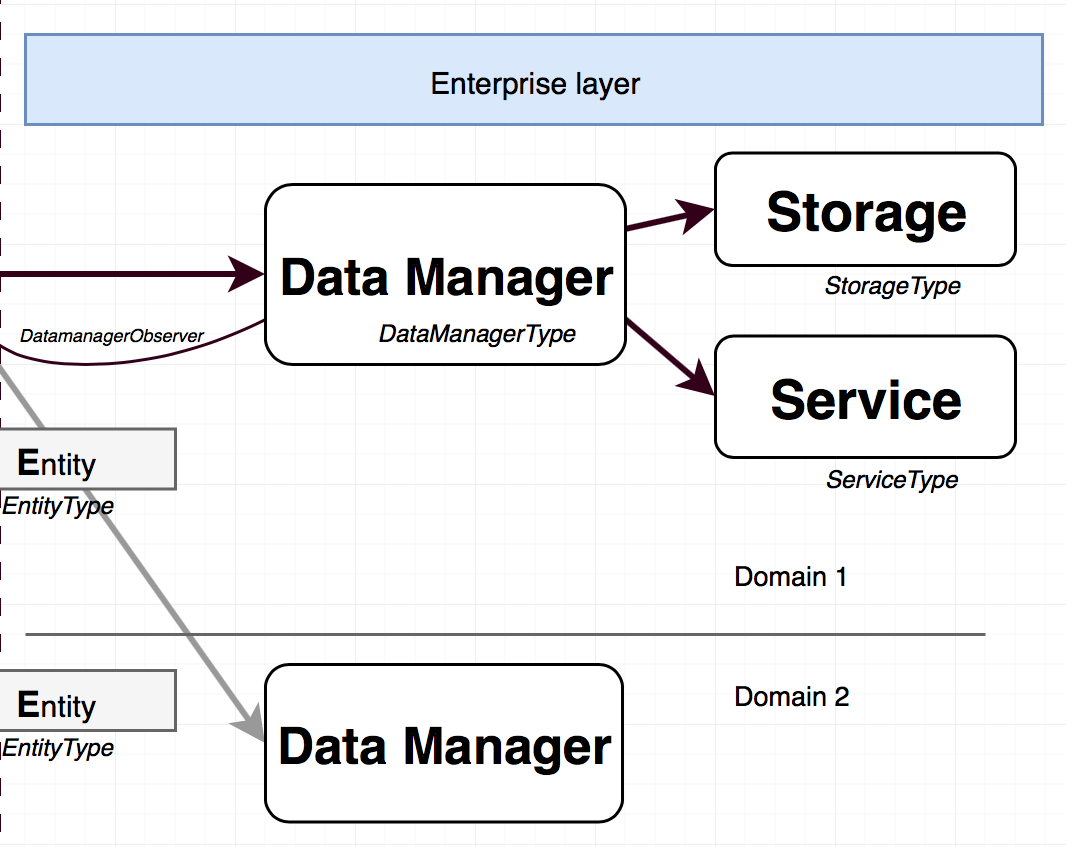 Enterprise layer
Storage
StorageType
Data Manager
DataManagerType
DatamanagerObserver
Service
ServiceType
Entity
EntityType
Domain 1
Domain 2
Entity
EntityType
Data Manager